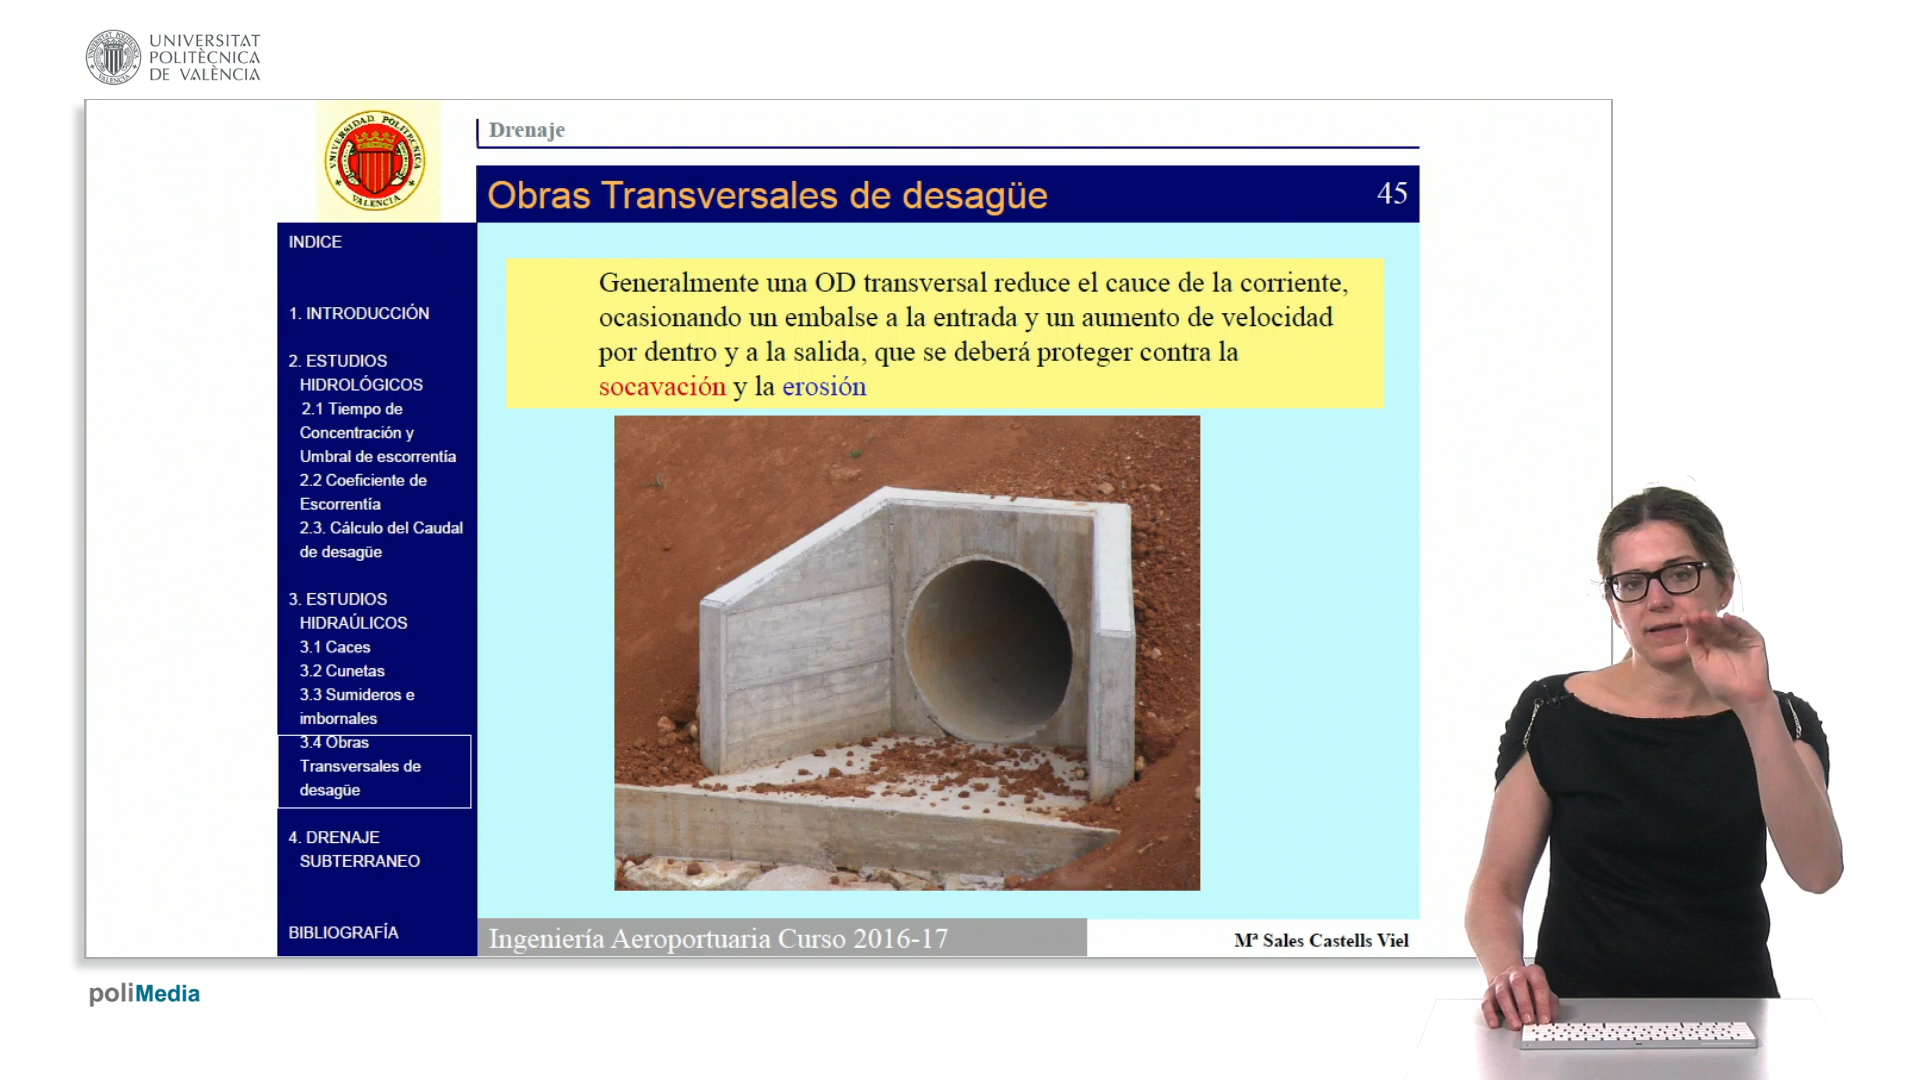 UNIVERSITAT
POLITÈCNICA
DE VALÈNCIA
UNIVERSIDAD POLITECNICA
VALENCIA
Drenaje
Obras Transversales de desagüe
45
INDICE
1. INTRODUCCIÓN
2. ESTUDIOS
HIDROLÓGICOS
2.1 Tiempo de
Concentración y
Umbral de escorrentía
2.2 Coeficiente de
Escorrentía
2.3. Cálculo del Caudal
de desagüe
3. ESTUDIOS
HIDRAÚLICOS
3.1 Caces
3.2 Cunetas
3.3 Sumideros e
imbornales
3.4 Obras
Transversales de
desagüe
4. DRENAJE
SUBTERRANEO
BIBLIOGRAFÍA
Generalmente una OD transversal reduce el cauce de la corriente,
ocasionando un embalse a la entrada y un aumento de velocidad
por dentro y a la salida, que se deberá proteger contra la
socavación y la erosión
Ingeniería Aeroportuaria Curso 2016-17
Mª Sales Castells Viel
poliMedia